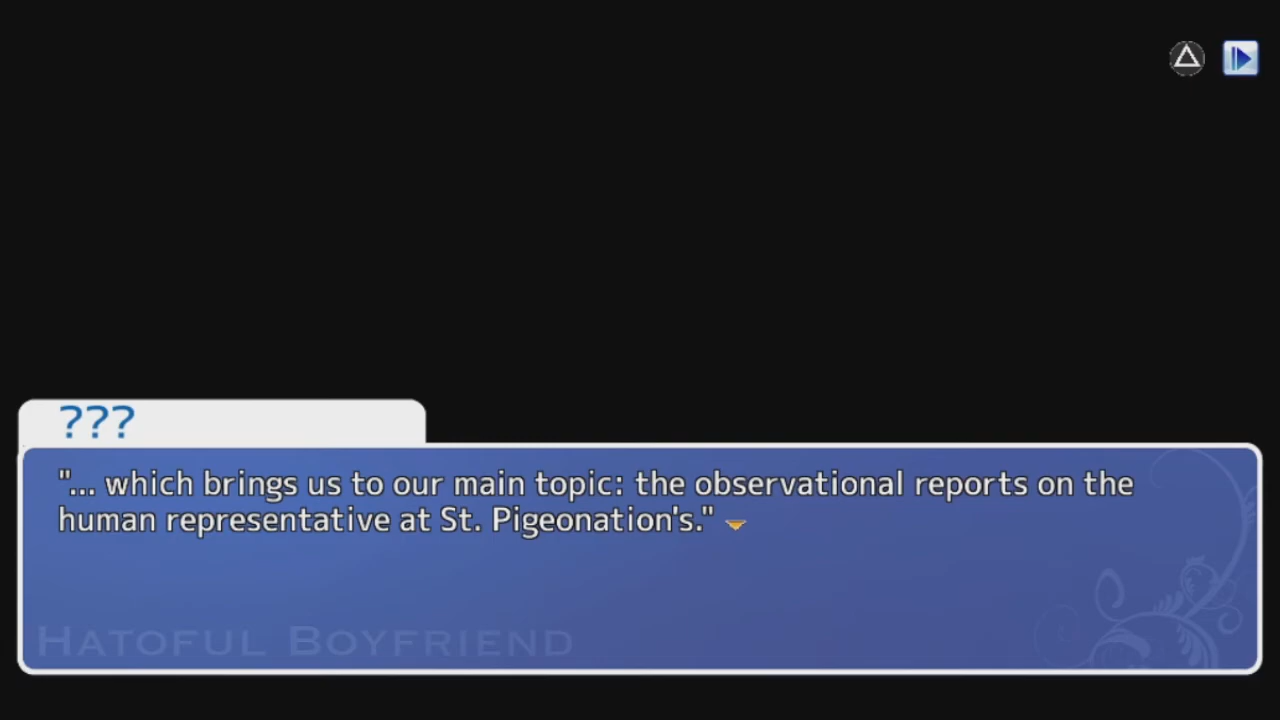 ???
"... which brings us to our main topic: the observational reports on the
human representative at St. Pigeonation's."
HATOFUL BOYFRIEND